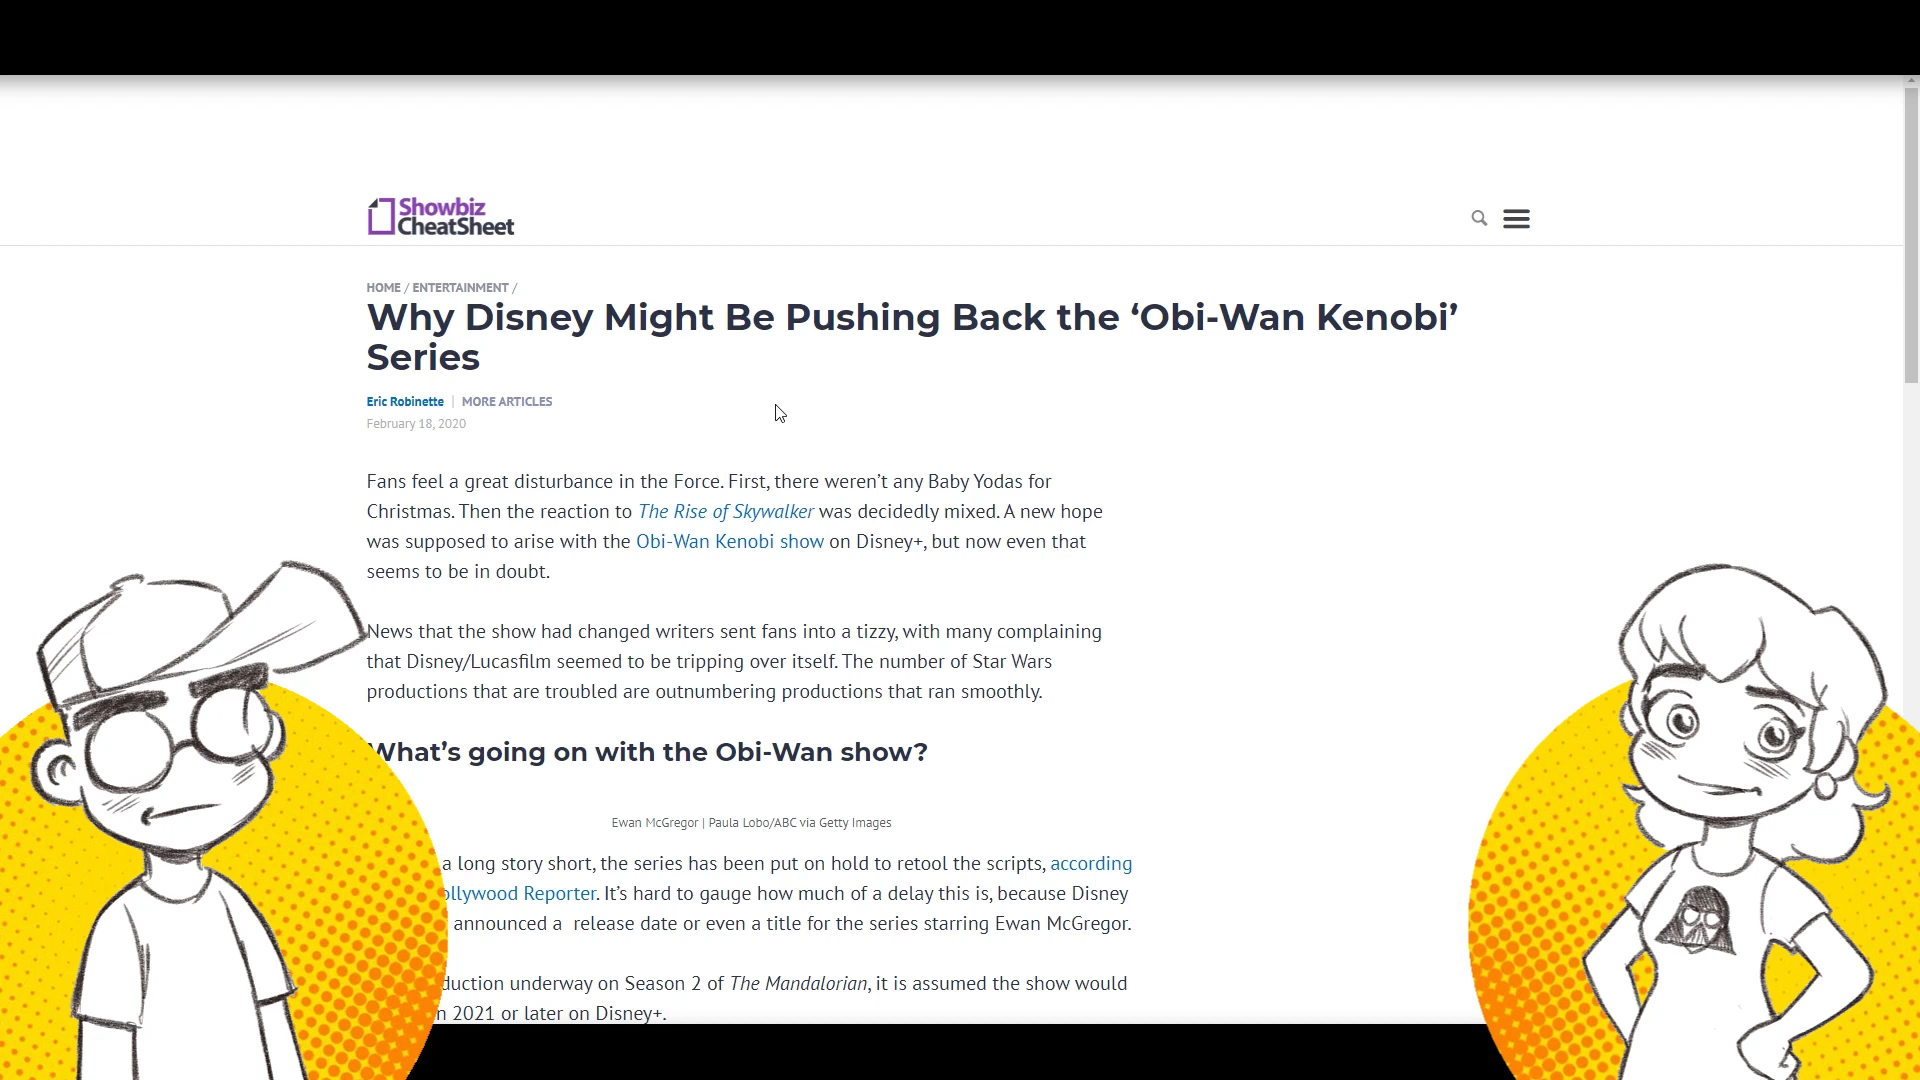 Showbiz
CheatSheet
HOME / ENTERTAINMENT /
Why Disney Might Be Pushing Back the ‘Obi-Wan Kenobi’
Series
Eric Robinette | MORE ARTICLES
February 18, 2020
Fans feel a great disturbance in the Force. First, there weren’t any Baby Yodas for
Christmas. Then the reaction to The Rise of Skywalker was decidedly mixed. A new hope
was supposed to arise with the Obi-Wan Kenobi show on Disney+, but now even that
seems to be in doubt.
News that the show had changed writers sent fans into a tizzy, with many complaining
that Disney/Lucasfilm seemed to be tripping over itself. The number of Star Wars
productions that are troubled are outnumbering productions that ran smoothly.
What’s going on with the Obi-Wan show?
Ewan McGregor | Paula Lobo/ABC via Getty Images
a long story short, the series has been put on hold to retool the scripts, according
ollywood Reporter. It’s hard to gauge how much of a delay this is, because Disney
announced a release date or even a title for the series starring Ewan McGregor.
duction underway on Season 2 of The Mandalorian, it is assumed the show would
n 2021 or later on Disney+.